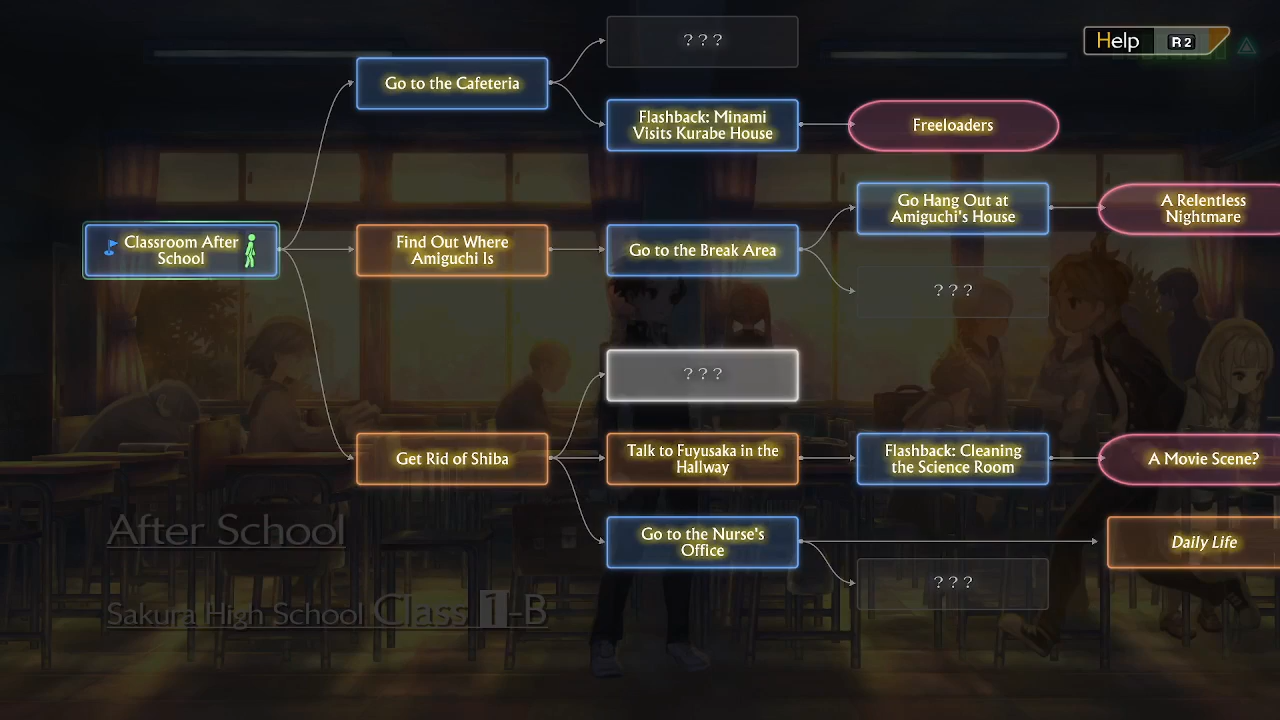 ???
Help R2
Go to the Cafeteria
Flashback: Minami
Visits Kurabe House
Freeloaders
Go Hang Out at
Amiguchi's House
A Relentless
Nightmare
Classroom After
School
Find Out Where
Amiguchi Is
Go to the Break Area
???
???
Get Rid of Shiba
Talk to Fuyusaka in the
Hallway
Flashback: Cleaning
the Science Room
A Movie Scene?
Go to the Nurse's
Office
Daily Life
???
After School
Sakura High School Class 1-B